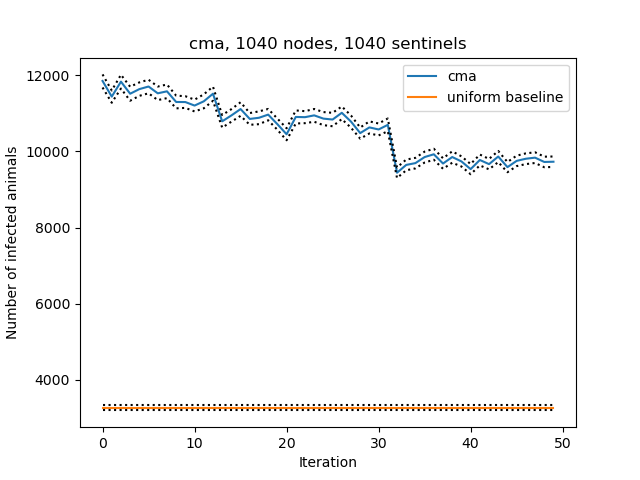 cma, 1040 nodes, 1040 sentinels
12000
10000
8000
6000
4000
Number of infected animals
cma
uniform baseline
0
10
20
30
40
50
Iteration